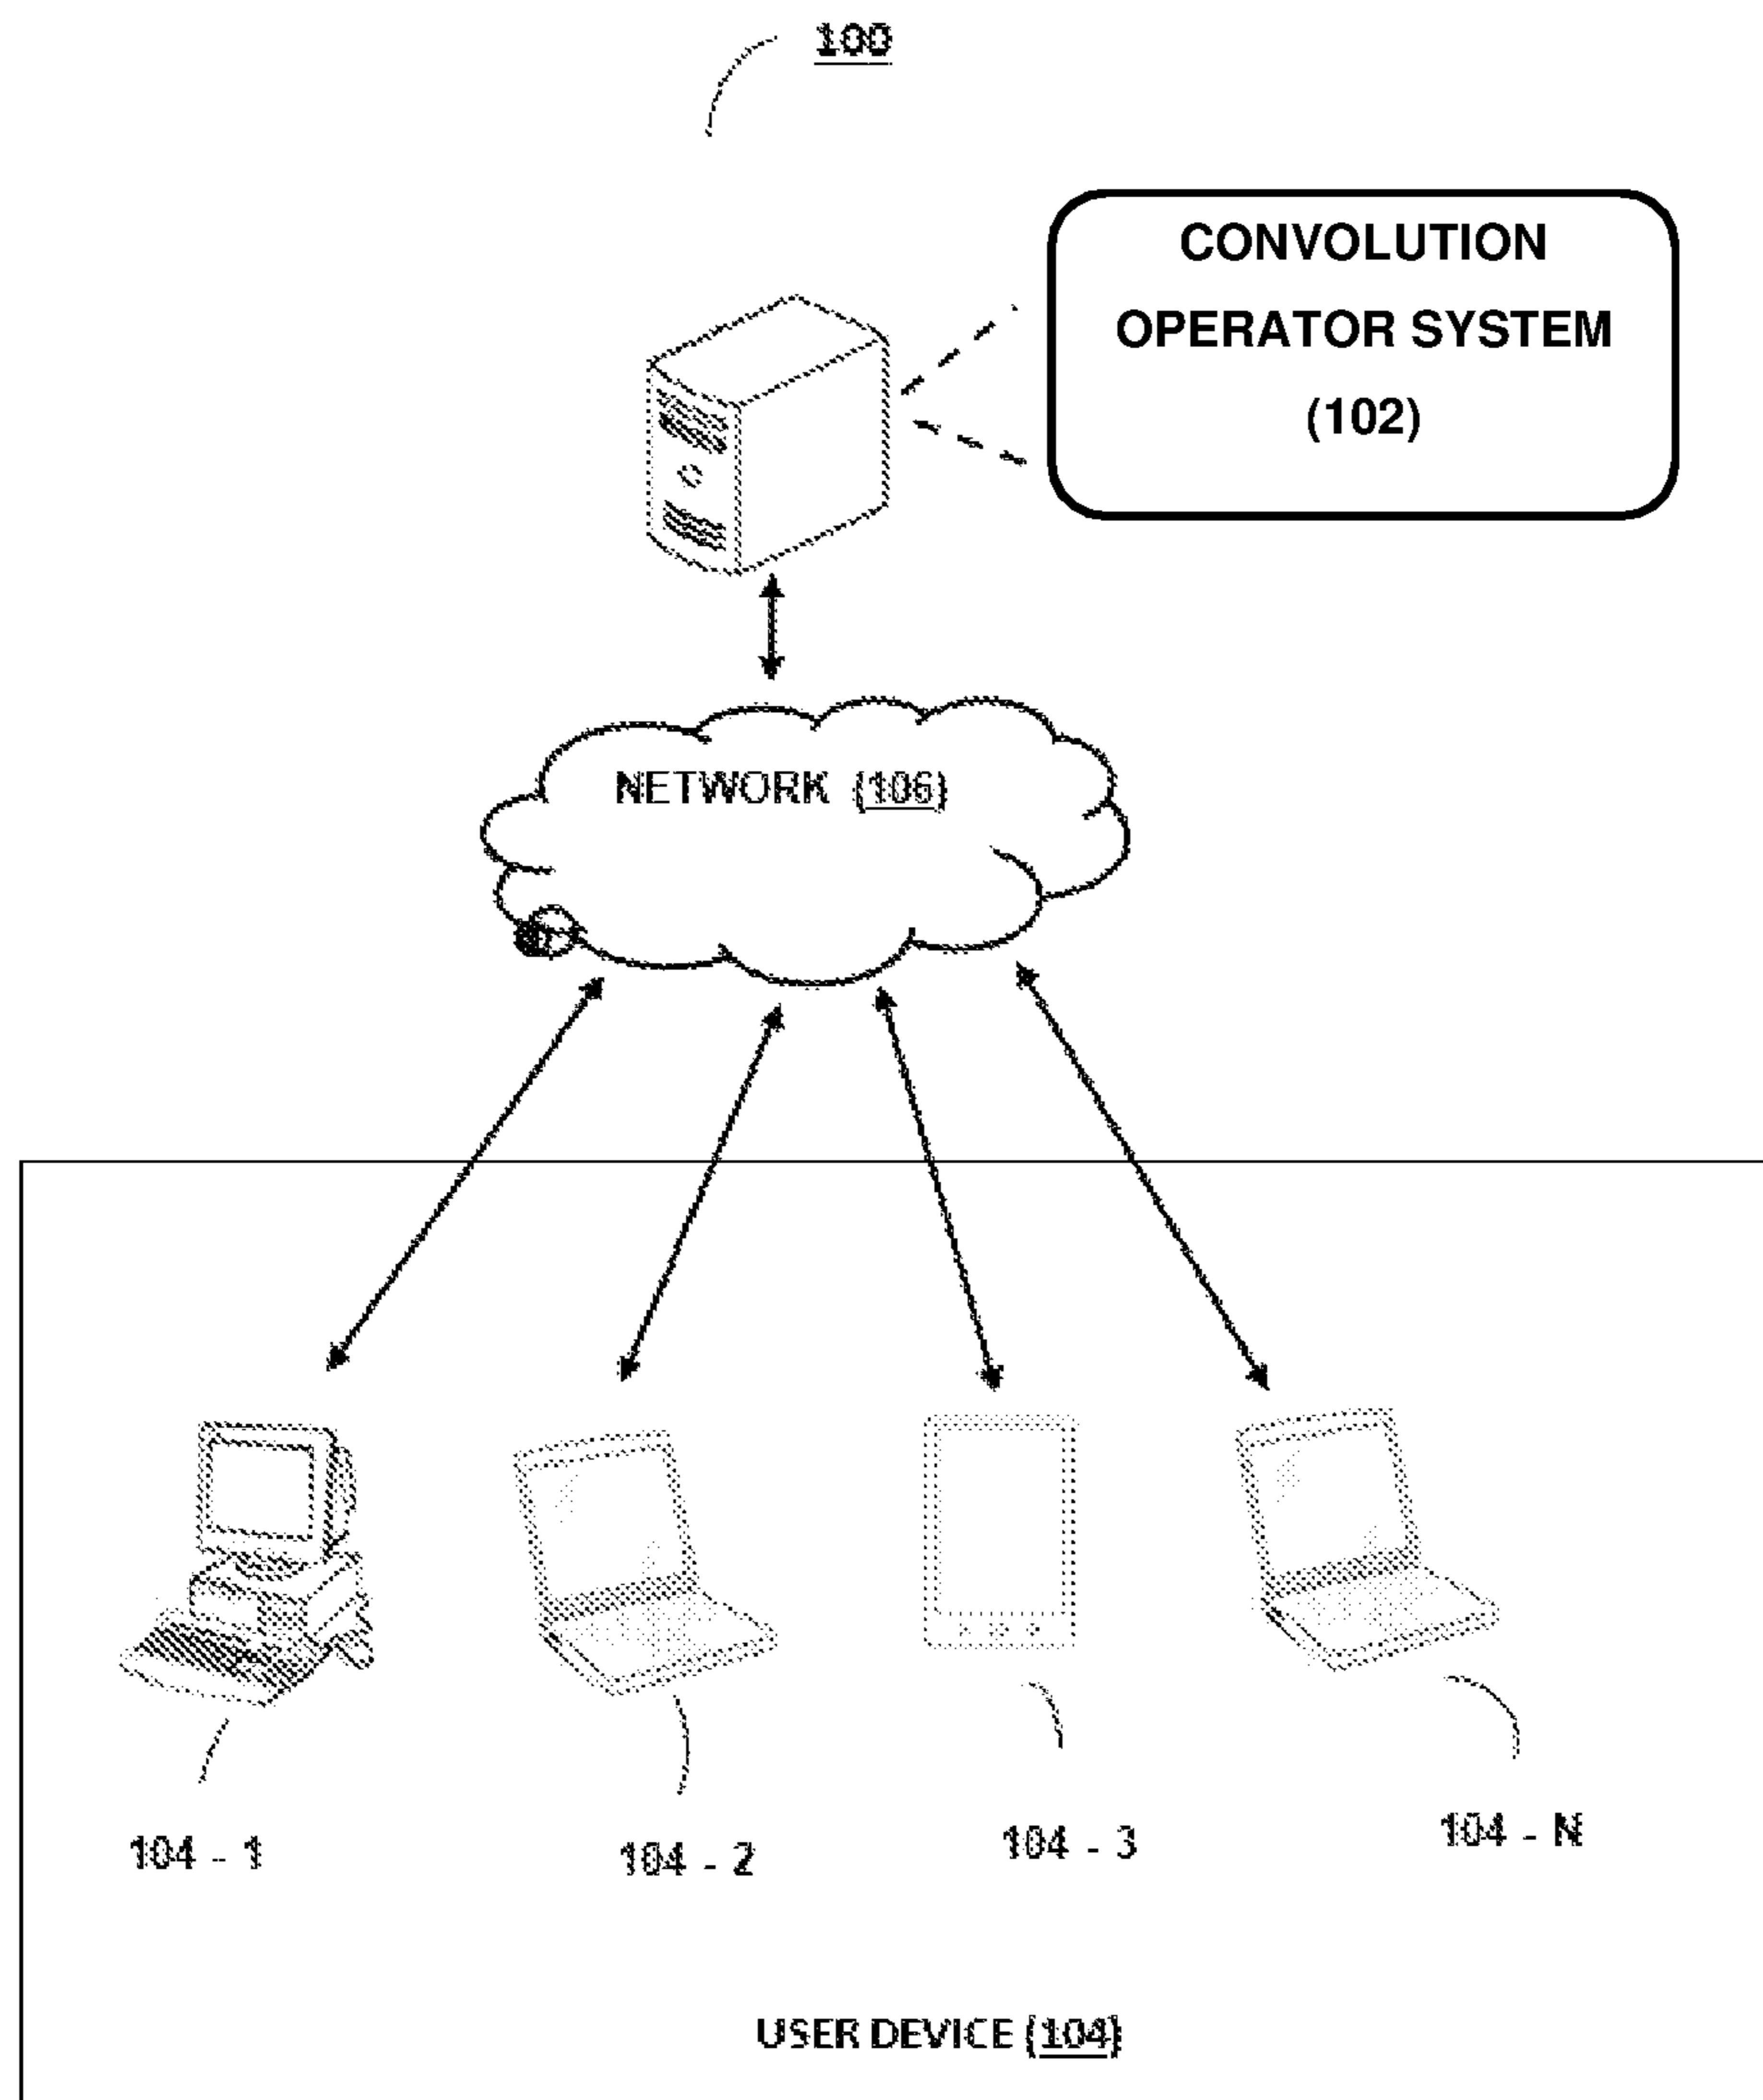 100
CONVOLUTION
OPERATOR SYSTEM
(102)
NETWORK (106)
104 - 1
104 - 2
104 - 3
104 - N
USER DEVICE (104)